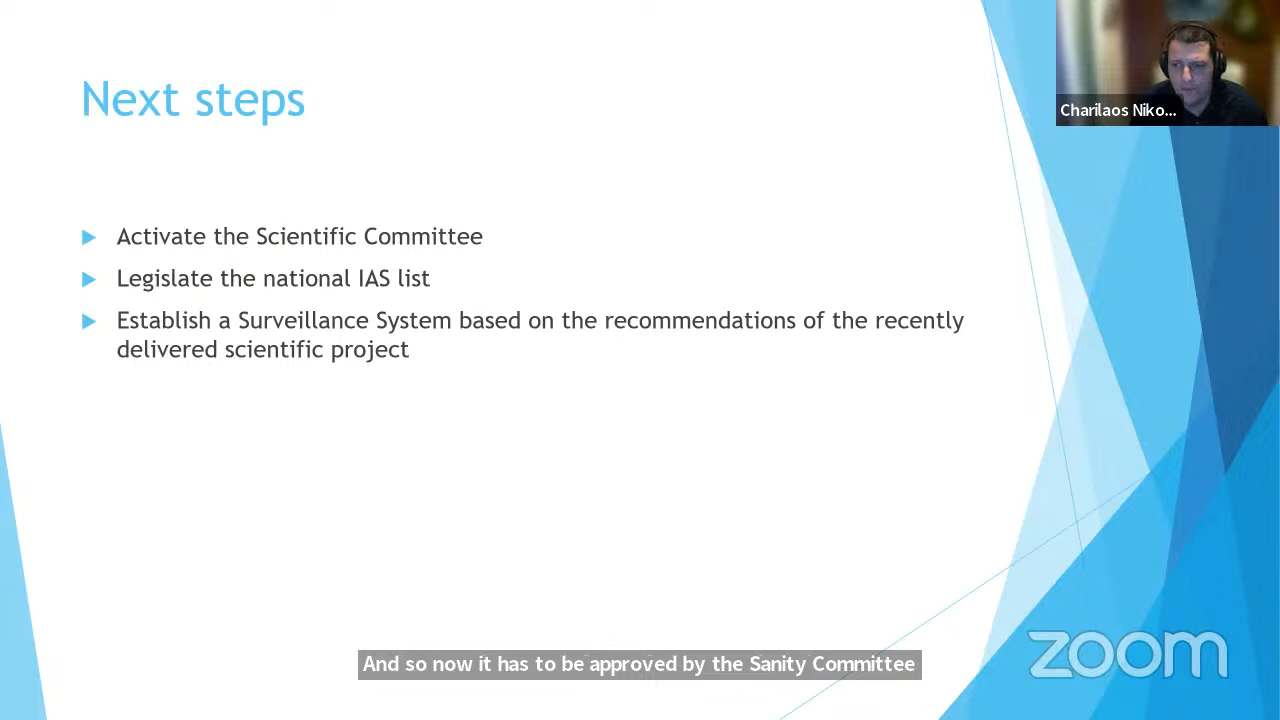 Next steps
Charilaos Niko...
Activate the Scientific Committee
Legislate the national IAS list
Establish a Surveillance System based on the recommendations of the recently
delivered scientific project
And so now it has to be approved by the Sanity Committee
zoom